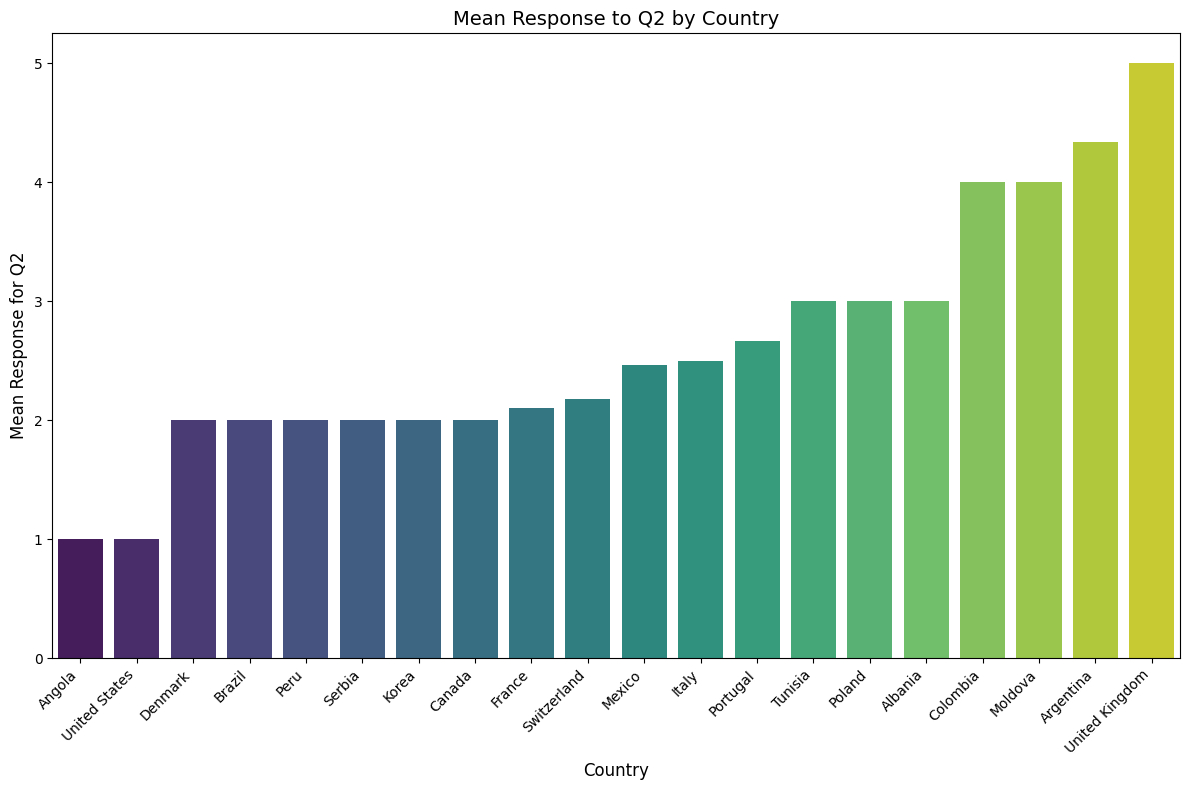 Mean Response to Q2 by Country
Mean Response for Q2
5
4
3
2
1
0
Angola
United States
Denmark
Brazil
Peru
Serbia
Korea
Canada
France
Switzerland
Mexico
Italy
Portugal
Tunisia
Poland
Albania
Colombia
Moldova
Argentina
United Kingdom
Country